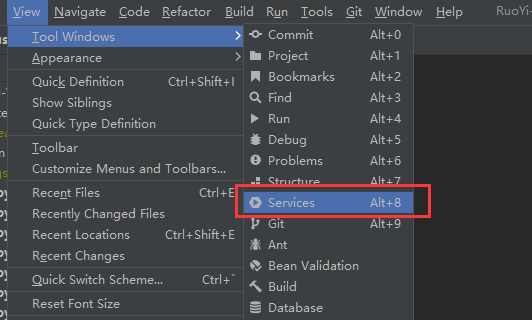 View Navigate Code Refactor Build Run Tools Git Window Help RuoYi-
Tool Windows
Appearance
Quick Definition Ctrl+Shift+I
Show Siblings
Quick Type Definition
Toolbar
Customize Menus and Toolbars...
Recent Files Ctrl+E
Recently Changed Files
Recent Locations Ctrl+Shift+E
Recent Changes
Quick Switch Scheme... Ctrl+`
Reset Font Size
Commit Alt+0
Project Alt+1
Bookmarks Alt+2
Find Alt+3
Run Alt+4
Debug Alt+5
Problems Alt+6
Structure Alt+7
Services Alt+8
Git Alt+9
Ant
Bean Validation
Build
Database